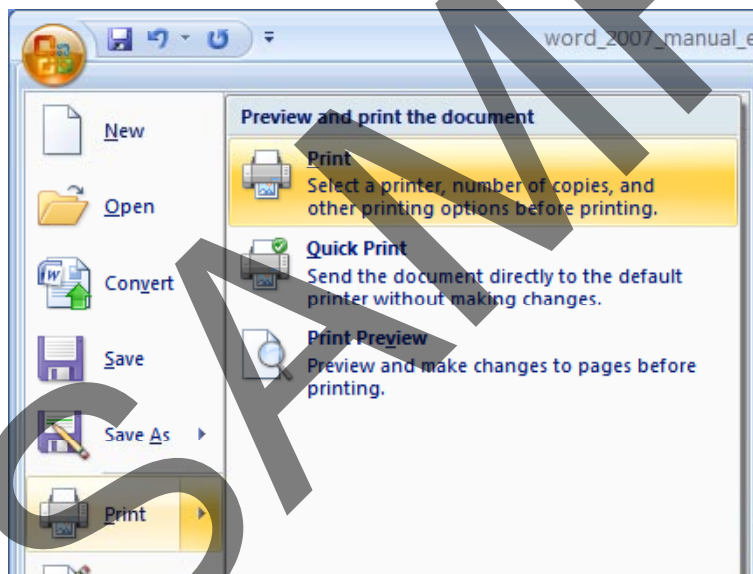 word_2007_manual_e
New
Open
Convert
Save
Save As
Print
Preview and print the document
Print
Select a printer, number of copies, and
other printing options before printing.
Quick Print
Send the document directly to the default
printer without making changes.
Print Preview
Preview and make changes to pages before
printing.
SAMP